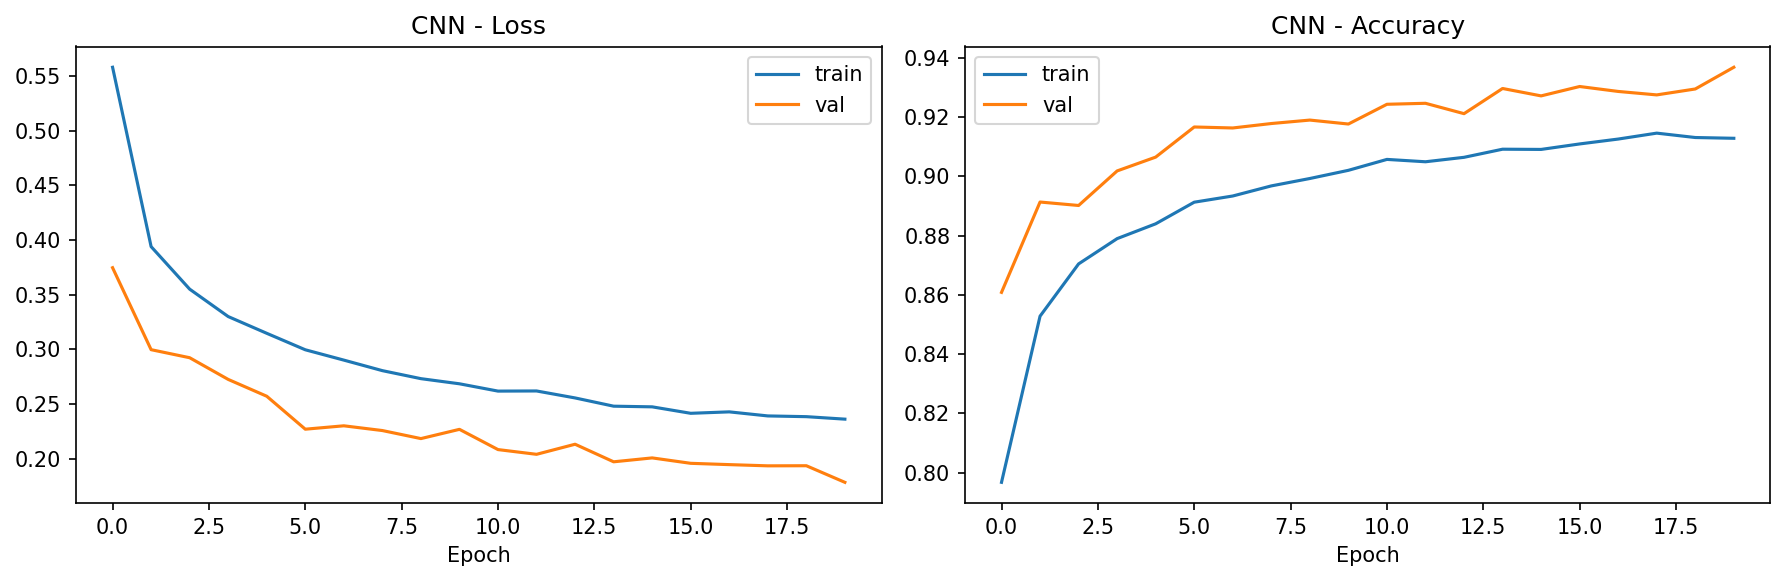 CNN - Loss
0.55
0.50
0.45
0.40
0.35
0.30
0.25
0.20
train
val
0.0 2.5 5.0 7.5 10.0 12.5 15.0 17.5
Epoch
CNN - Accuracy
0.94
0.92
0.90
0.88
0.86
0.84
0.82
0.80
train
val
0.0 2.5 5.0 7.5 10.0 12.5 15.0 17.5
Epoch